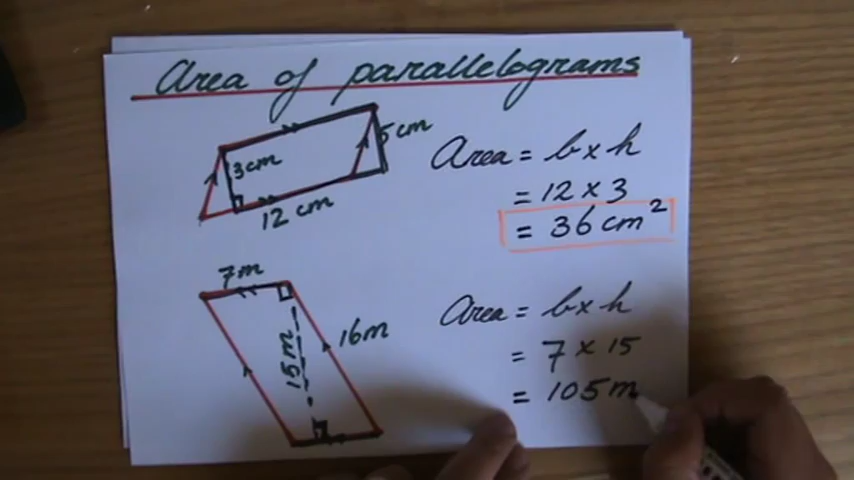 Area of parallelograms
3cm
5cm
12 cm
Area = b x h
= 12 x 3
= 36 cm²
7m
15m
16m
Area = b x h
= 7 x 15
= 105m